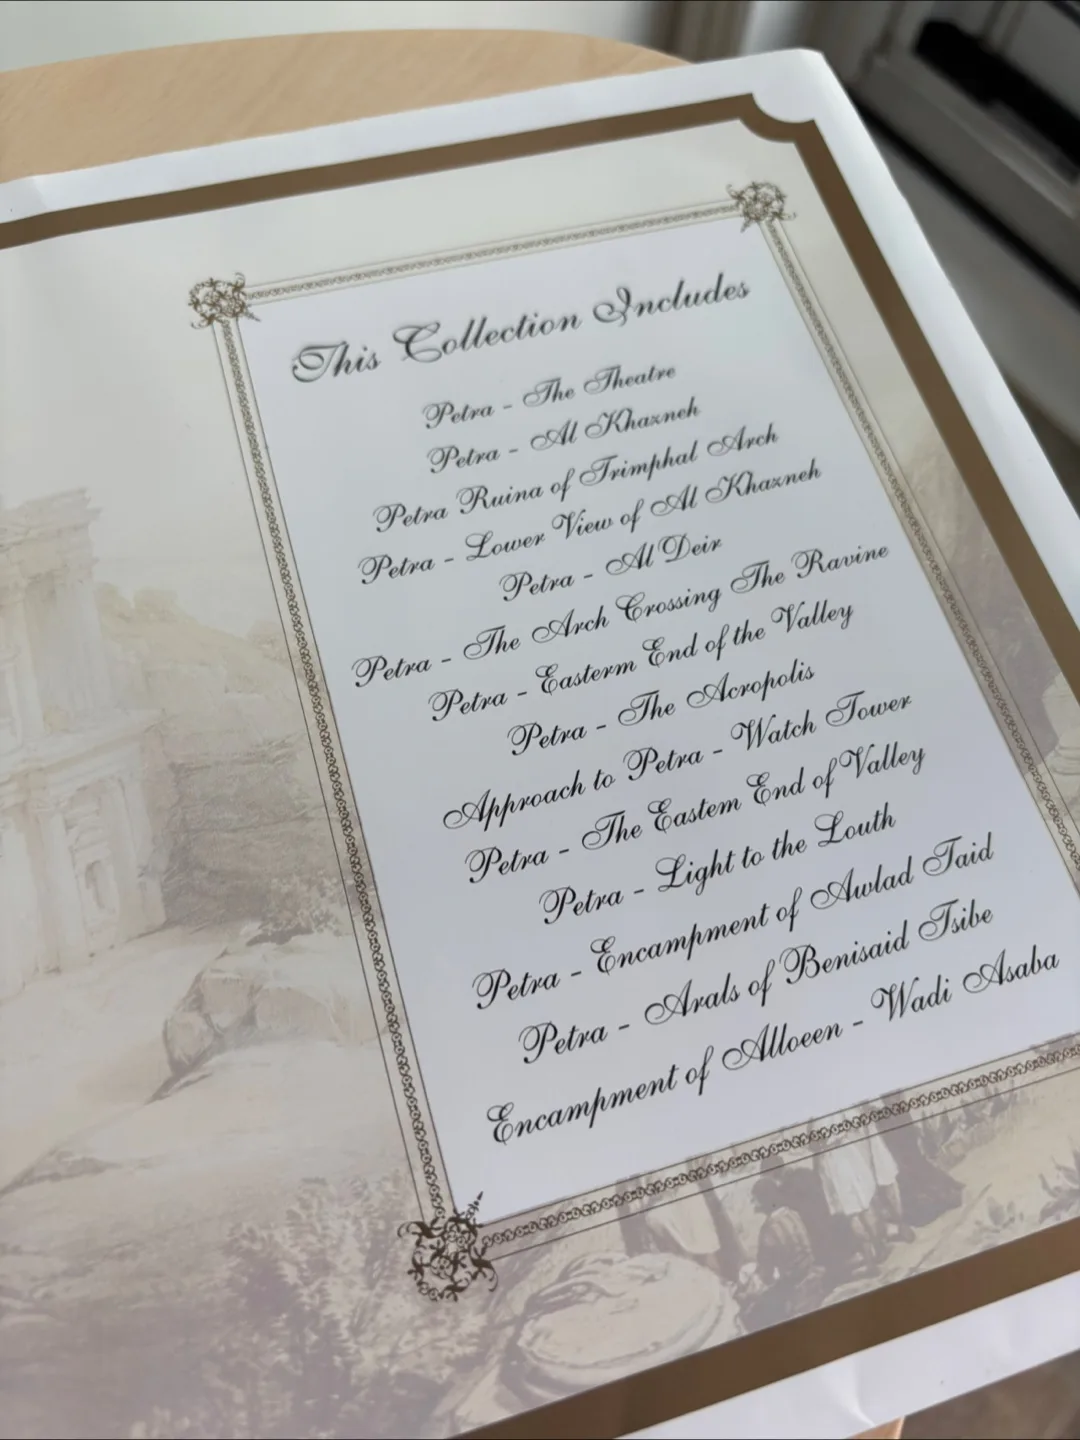 This Collection Includes
Petra - The Theatre
Petra - Al Khazneh
Petra Ruina of Trimphal Arch
Petra - Lower View of Al Khazneh
Petra - Al Deir
Petra - The Arch Crossing The Ravine
Petra - Easterm End of the Valley
Petra - The Acropolis
Approach to Petra - Watch Tower
Petra - The Eastem End of Valley
Petra - Light to the Louth
Petra - Encampment of Awlad Taid
Petra - Arals of Benisaid Tsibe
Encampment of Alloeen - Wadi Asaba